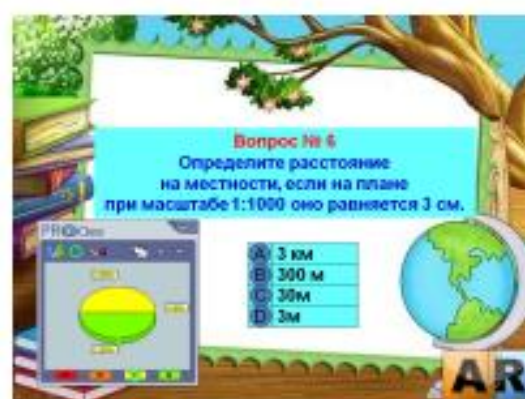 Вопрос № 6
Определите расстояние
на местности, если на плане
при масштабе 1:1000 оно равняется 3 см.
PROClass
A 3 км
B 300 м
C 30м
D 3м
AR